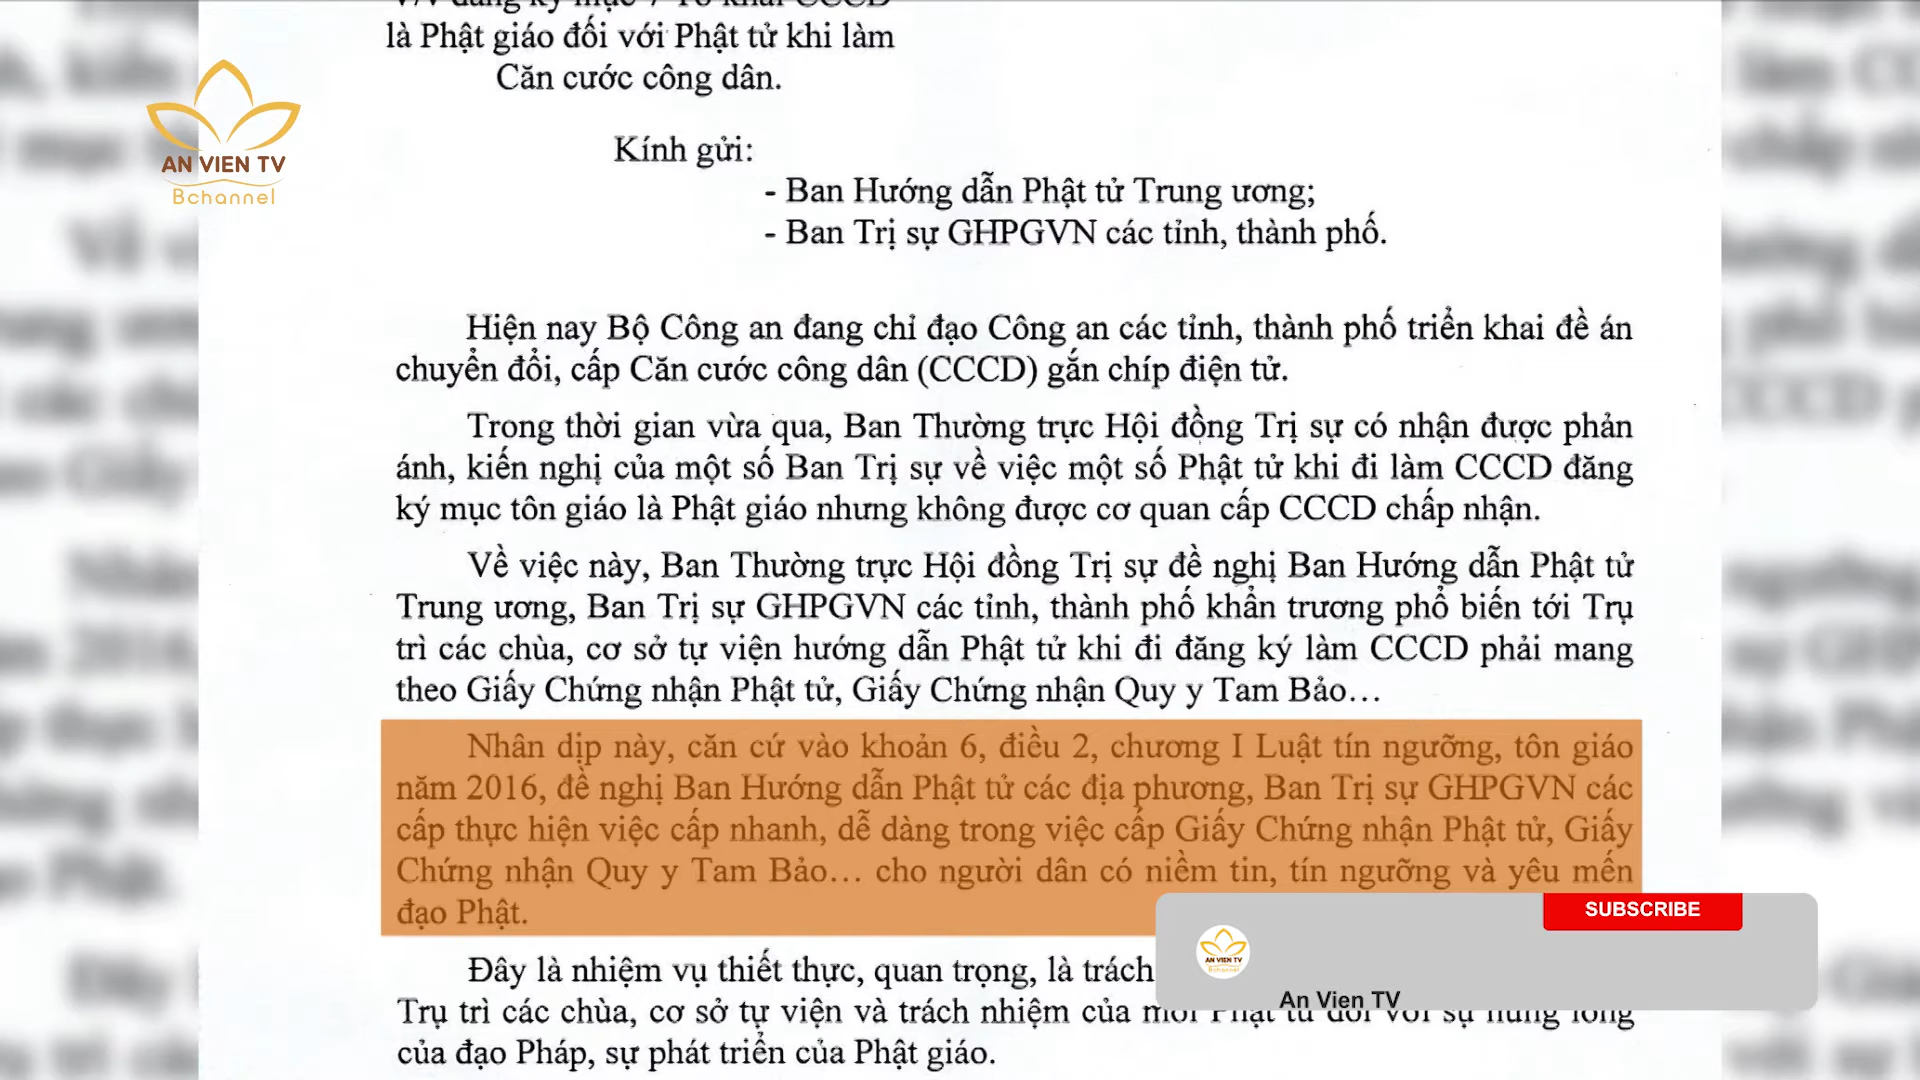 là Phật giáo đối với Phật tử khi làm
Căn cước công dân.
AN VIEN TV
Bchannel
Kính gửi:
- Ban Hướng dẫn Phật tử Trung ương;
- Ban Trị sự GHPGVN các tỉnh, thành phố.
Hiện nay Bộ Công an đang chỉ đạo Công an các tỉnh, thành phố triển khai đề án
chuyển đổi, cấp Căn cước công dân (CCCD) gắn chíp điện tử.
Trong thời gian vừa qua, Ban Thường trực Hội đồng Trị sự có nhận được phản
ánh, kiến nghị của một số Ban Trị sự về việc một số Phật tử khi đi làm CCCD đăng
ký mục tôn giáo là Phật giáo nhưng không được cơ quan cấp CCCD chấp nhận.
Về việc này, Ban Thường trực Hội đồng Trị sự đề nghị Ban Hướng dẫn Phật tử
Trung ương, Ban Trị sự GHPGVN các tỉnh, thành phố khẩn trương phổ biến tới Trụ
trì các chùa, cơ sở tự viện hướng dẫn Phật tử khi đi đăng ký làm CCCD phải mang
theo Giấy Chứng nhận Phật tử, Giấy Chứng nhận Quy y Tam Bảo…
Nhân dịp này, căn cứ vào khoản 6, điều 2, chương I Luật tín ngưỡng, tôn giáo
năm 2016, đề nghị Ban Hướng dẫn Phật tử các địa phương, Ban Trị sự GHPGVN các
cấp thực hiện việc cấp nhanh, dễ dàng trong việc cấp Giấy Chứng nhận Phật tử, Giấy
Chứng nhận Quy y Tam Bảo… cho người dân có niềm tin, tín ngưỡng và yêu mến
đạo Phật.
Đây là nhiệm vụ thiết thực, quan trọng, là trách
Trụ trì các chùa, cơ sở tự viện và trách nhiệm của
của đạo Pháp, sự phát triển của Phật giáo.
SUBSCRIBE
AN VIEN TV
Bchannel
An Vien TV